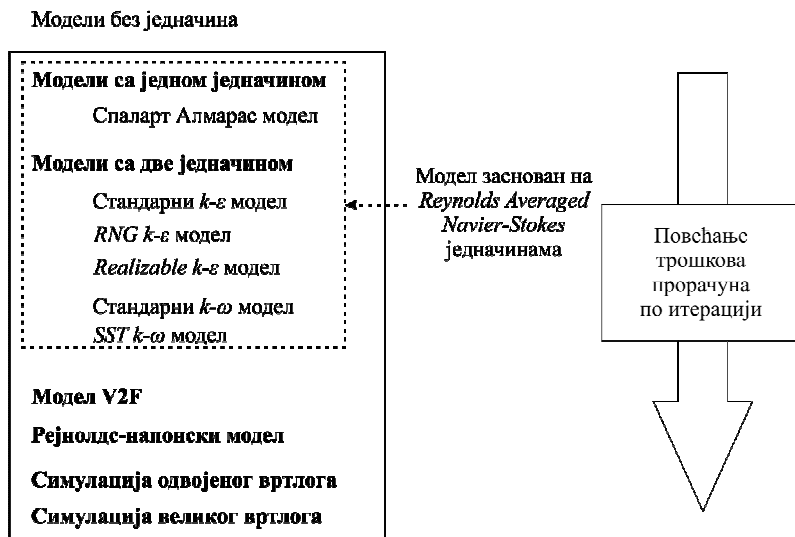 Модели без једначина
Модели са једном једначином
Спаларт Алмарас модел
Модели са две једначином
Стандарни k-ε модел
RNG k-ε модел
Realizable k-ε модел
Стандарни k-ω модел
SST k-ω модел
Модел V2F
Рејнолдс-напонски модел
Симулација одвојеног вртлога
Симулација великог вртлога
Модел заснован на
Reynolds Averaged
Navier-Stokes
једначинама
Повећање
трошкова
прорачуна
по итерацији